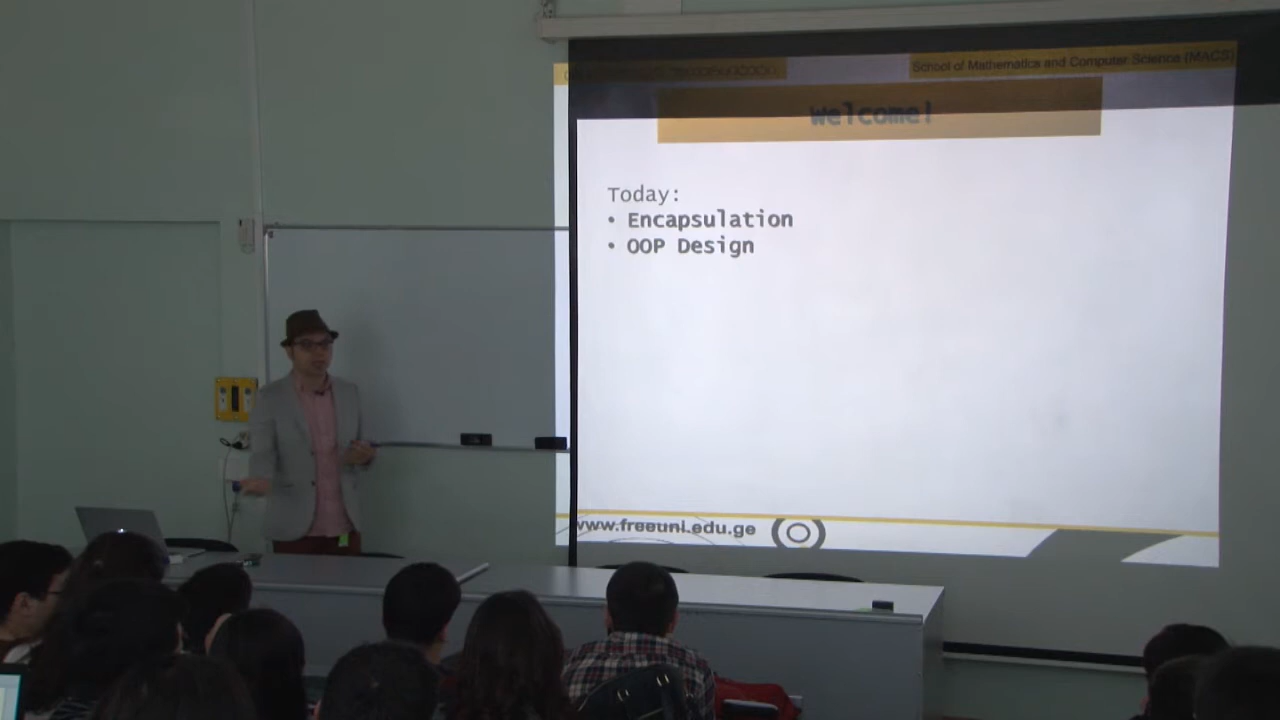 School of Mathematics and Computer Science (MACS)
Welcome!
Today:
• Encapsulation
• OOP Design
www.freeuni.edu.ge